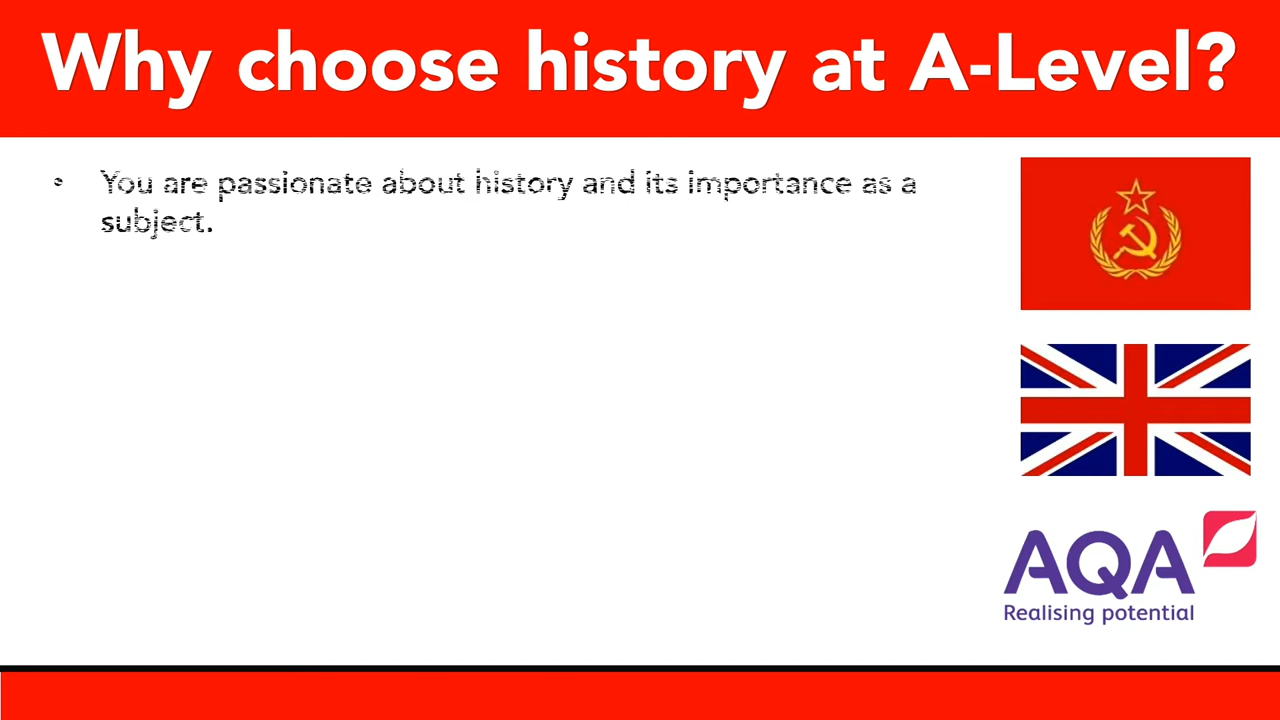 Why choose history at A-Level?
• You are passionate about history and its importance as a
subject.
AQA
Realising potential